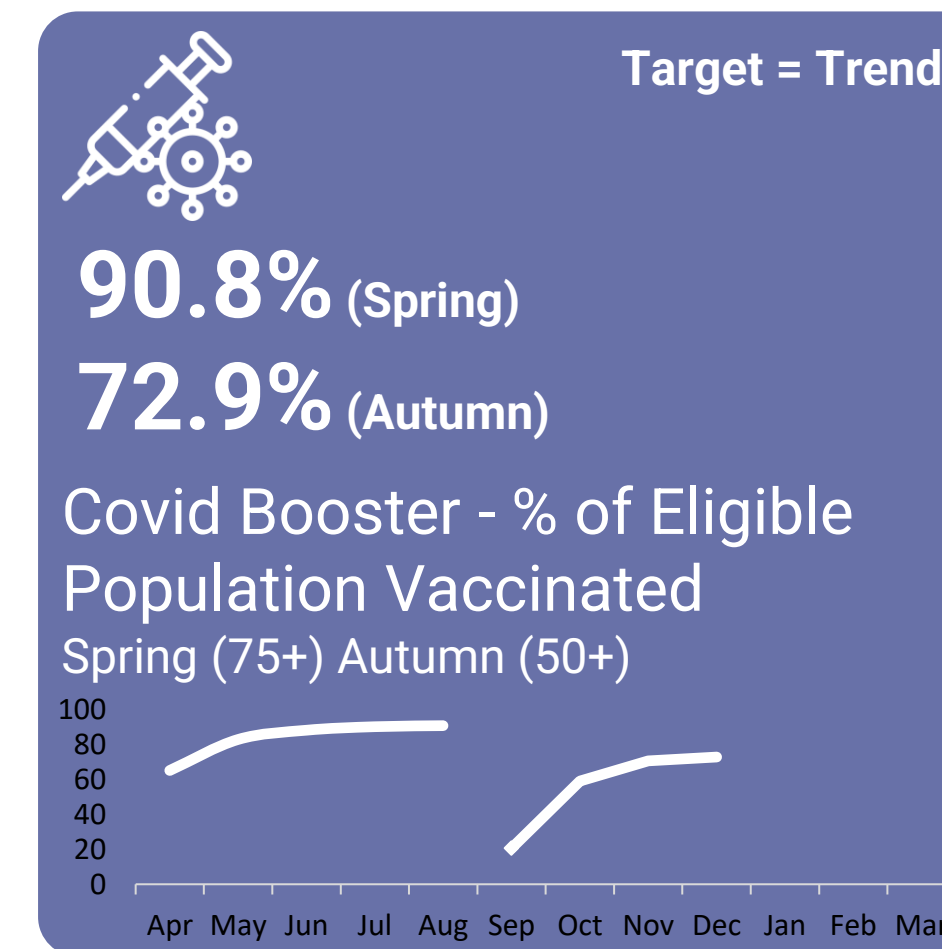 Target = Trend
90.8% (Spring)
72.9% (Autumn)
Covid Booster - % of Eligible
Population Vaccinated
Spring (75+) Autumn (50+)
100
80
60
40
20
0
Apr May Jun Jul Aug Sep Oct Nov Dec Jan Feb Mar